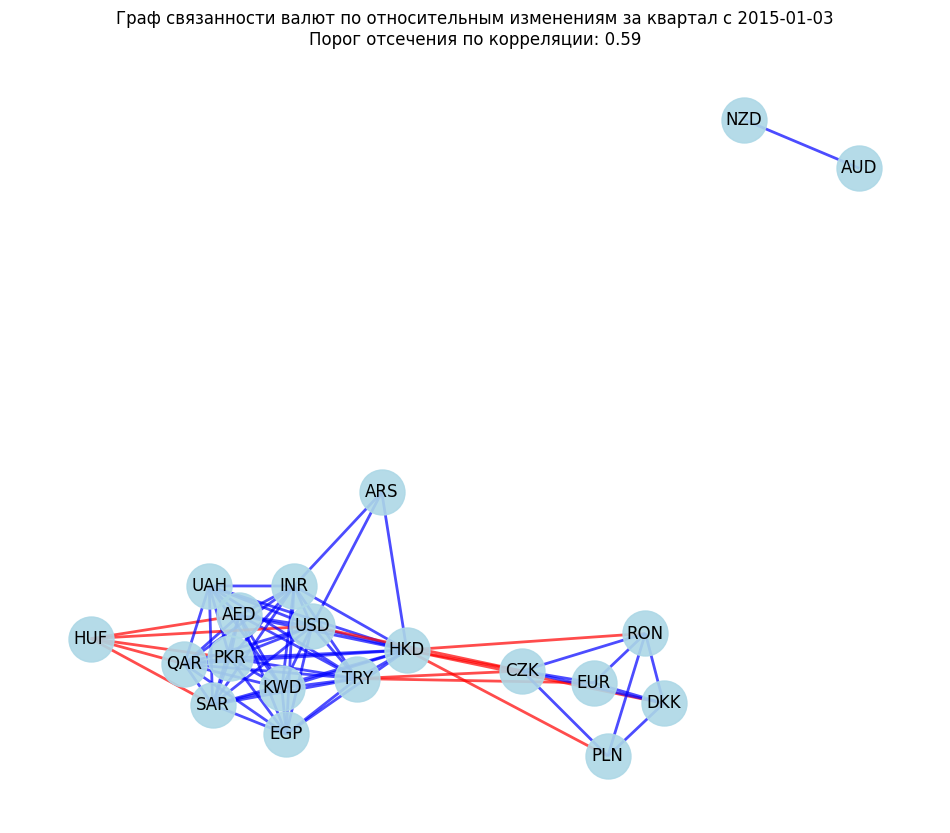 Граф связанности валют по относительным изменениям за квартал с 2015-01-03
Порог отсечения по корреляции: 0.59
NZD
AUD
ARS
UAH
INR
AED
USD
HUF
RON
HKD
PKR
QAR
CZK
TRY
EUR
KWD
SAR
DKK
EGP
PLN